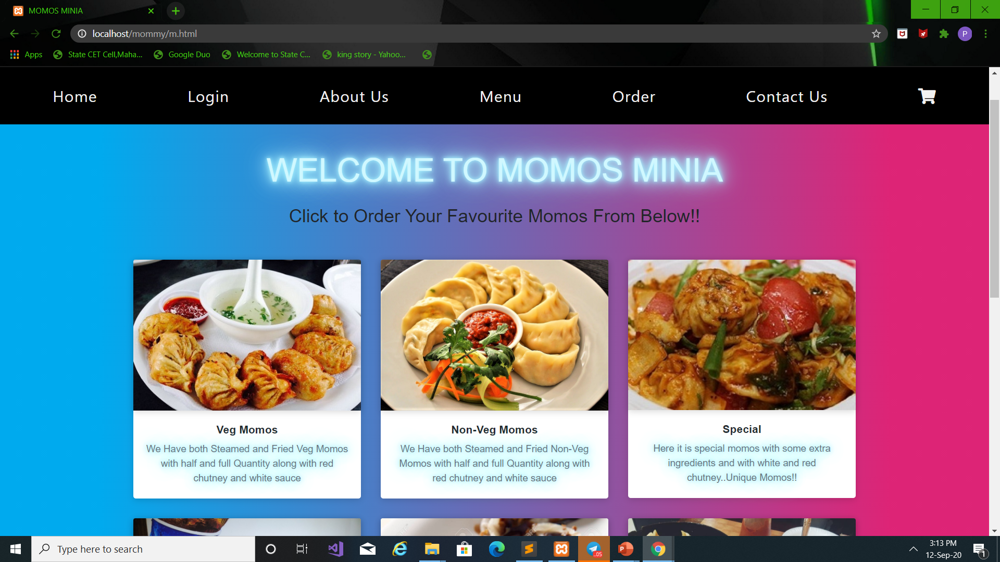 MOMOS MINIA
localhost/mommy/m.html
P
Apps
State CET Cell,Maha...
Google Duo
Welcome to State C...
king story - Yahoo...
Home
Login
About Us
Menu
Order
Contact Us
WELCOME TO MOMOS MINIA
Click to Order Your Favourite Momos From Below!!
Veg Momos
We Have both Steamed and Fried Veg Momos
with half and full Quantity along with red
chutney and white sauce
Non-Veg Momos
We Have both Steamed and Fried Non-Veg
Momos with half and full Quantity along with
red chutney and white sauce
Special
Here it is special momos with some extra
ingredients and with white and red
chutney..Unique Momos!!
Type here to search
..05
P
3:13 PM
12-Sep-20
1